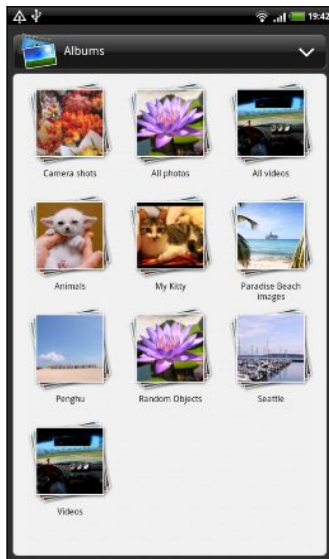 19:42
Albums
Camera shots
All photos
All videos
Animals
My Kitty
Paradise Beach
images
Penghu
Random Objects
Seattle
Videos